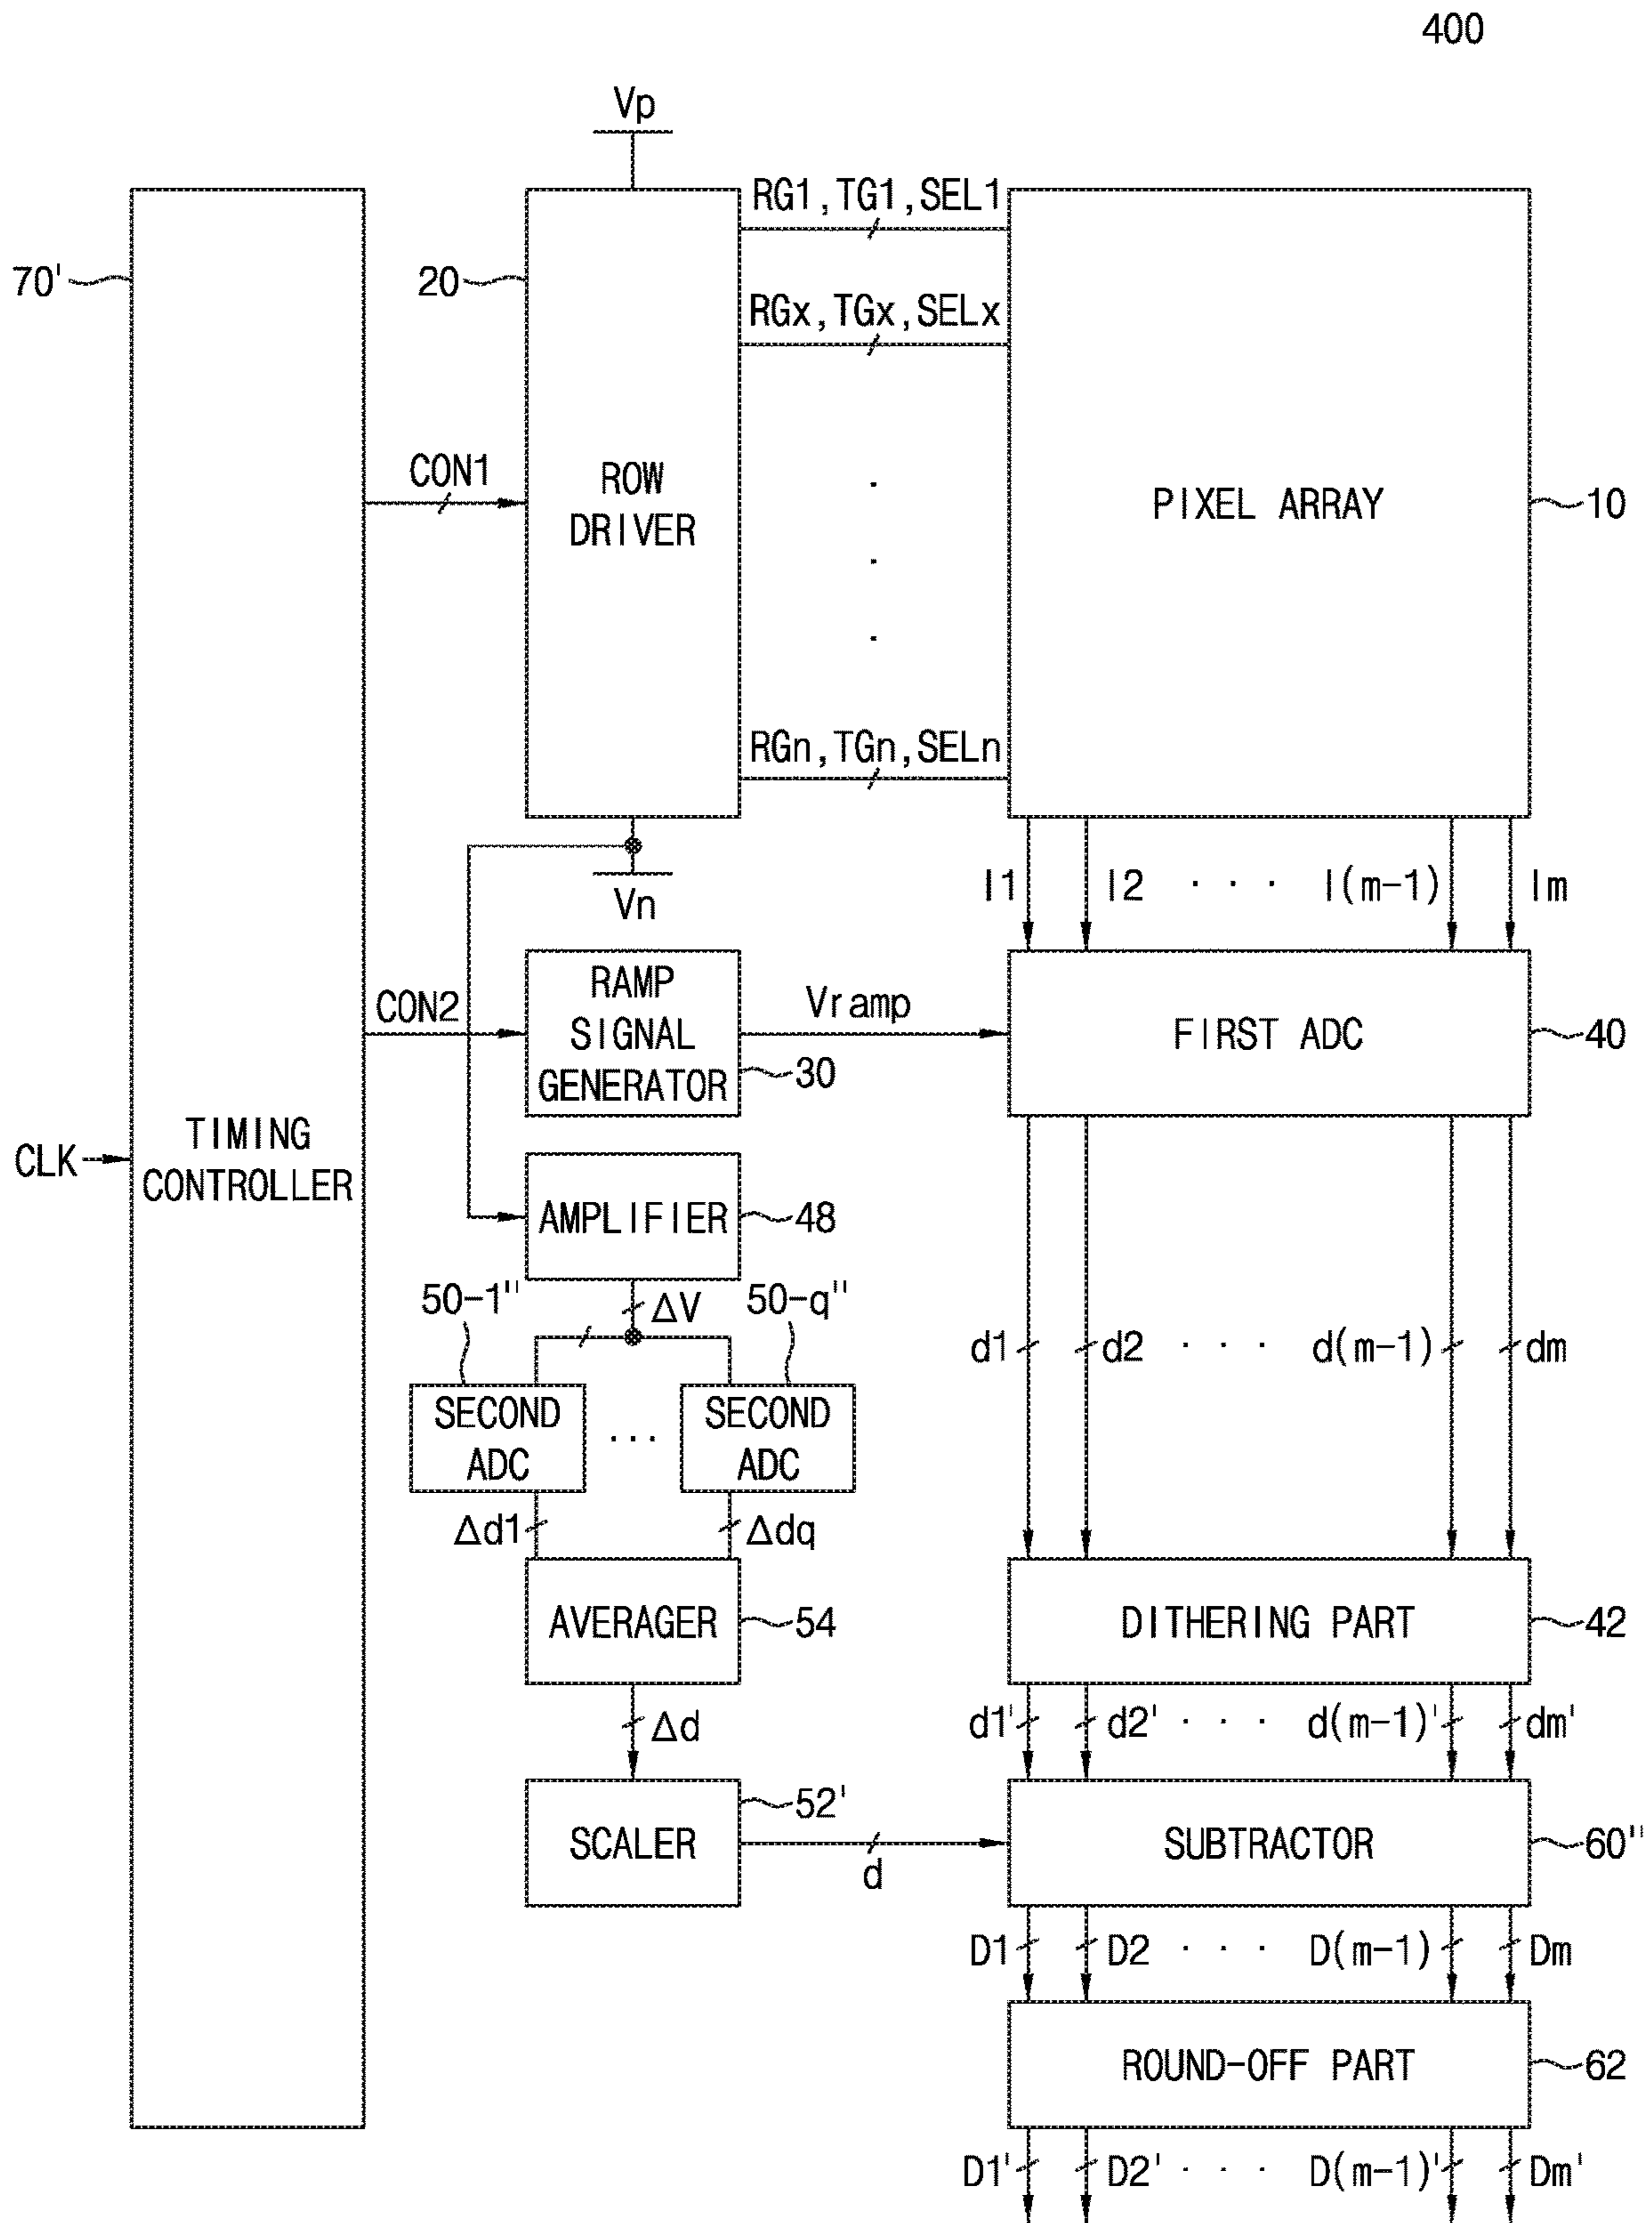 400
Vp
RG1, TG1, SEL1
70'
20
RGx, TGx, SELx
CON1
ROW
DRIVER
PIXEL ARRAY
10
RGn, TGn, SELn
Vn
I1
I2
I(m-1)
Im
CON2
RAMP
SIGNAL
GENERATOR
30
Vramp
FIRST ADC
40
CLK
TIMING
CONTROLLER
AMPLIFIER
48
50-1"
ΔV
50-q"
d1
d2
d(m-1)
dm
SECOND
ADC
SECOND
ADC
Δd1
Δdq
AVERAGER
54
DITHERING PART
42
Δd
d1'
d2'
d(m-1)'
dm'
SCALER
52'
d
SUBTRACTOR
60"
D1
D2
D(m-1)
Dm
ROUND-OFF PART
62
D1'
D2'
D(m-1)'
Dm'